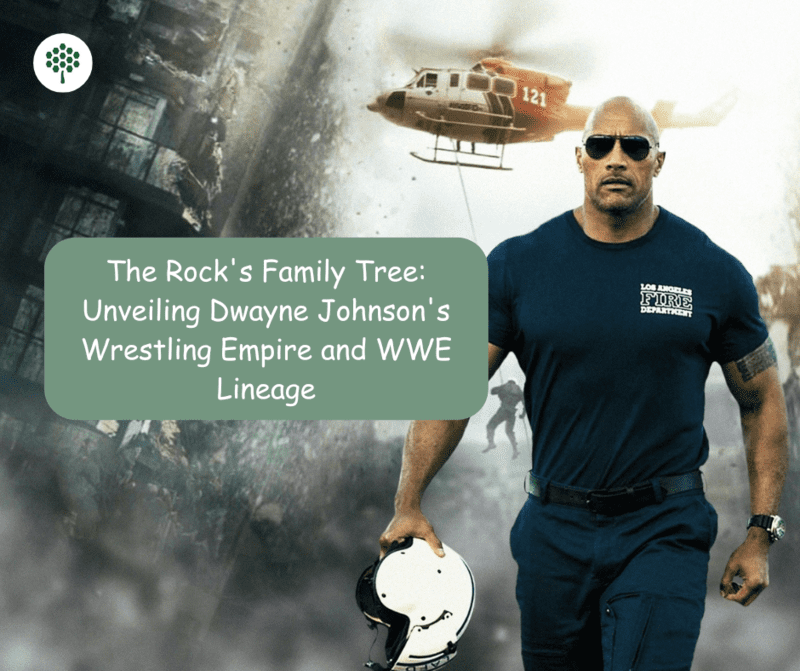 121
The Rock's Family Tree:
Unveiling Dwayne Johnson's
Wrestling Empire and WWE
Lineage
LOS ANGELES
FIRE
DEPARTMENT